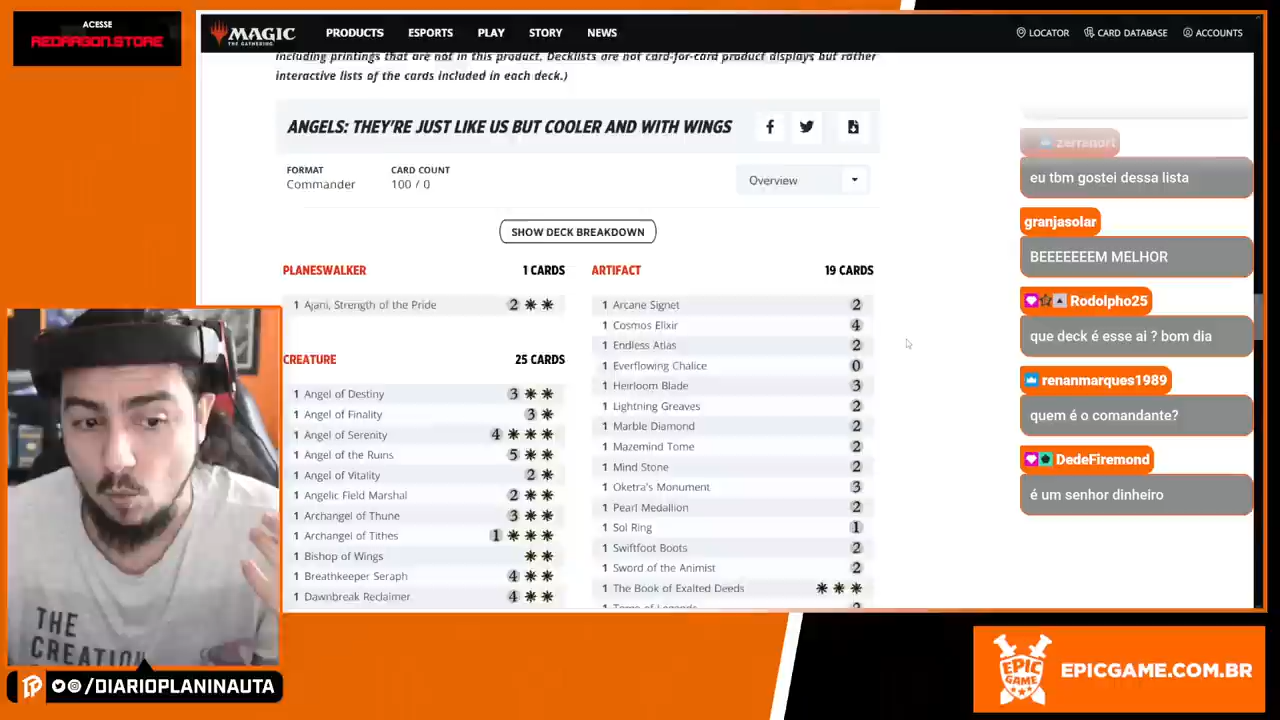 ACESSE
REDRAGON.STORE
MAGIC
THE GATHERING
PRODUCTS ESPORTS PLAY STORY NEWS
LOCATOR CARD DATABASE ACCOUNTS
including printings that are not in this product. Decklists are not card-for-card product displays, but rather
interactive lists of the cards included in each deck.)
ANGELS: THEY'RE JUST LIKE US BUT COOLER AND WITH WINGS
FORMAT
Commander
CARD COUNT
100 / 0
Overview
SHOW DECK BREAKDOWN
PLANESWALKER 1 CARDS
1 Ajani, Strength of the Pride 2
CREATURE 25 CARDS
1 Angel of Destiny 3
1 Angel of Finality 3
1 Angel of Serenity 4
1 Angel of the Ruins 5
1 Angel of Vitality 2
1 Angelic Field Marshal 2
1 Archangel of Thune 3
1 Archangel of Tithes 1
1 Bishop of Wings
1 Breathkeeper Seraph 4
1 Dawnbreak Reclaimer 4
ARTIFACT 19 CARDS
1 Arcane Signet 2
1 Cosmos Elixir 4
1 Endless Atlas 2
1 Everflowing Chalice 0
1 Heirloom Blade 3
1 Lightning Greaves 2
1 Marble Diamond 2
1 Mazemind Tome 2
1 Mind Stone 2
1 Oketra's Monument 3
1 Pearl Medallion 2
1 Sol Ring 1
1 Swiftfoot Boots 2
1 Sword of the Animist 2
1 The Book of Exalted Deeds
1 Tome of Legends 2
zerranort
eu tbm gostei dessa lista
granjasolar
BEEEEEEEM MELHOR
Rodolpho25
que deck é esse ai ? bom dia
renanmarques1989
quem é o comandante?
DedeFiremond
é um senhor dinheiro
THE
CREATION
/DIARIOPLANINAUTA
EPIC
GAME
EPICGAME.COM.BR